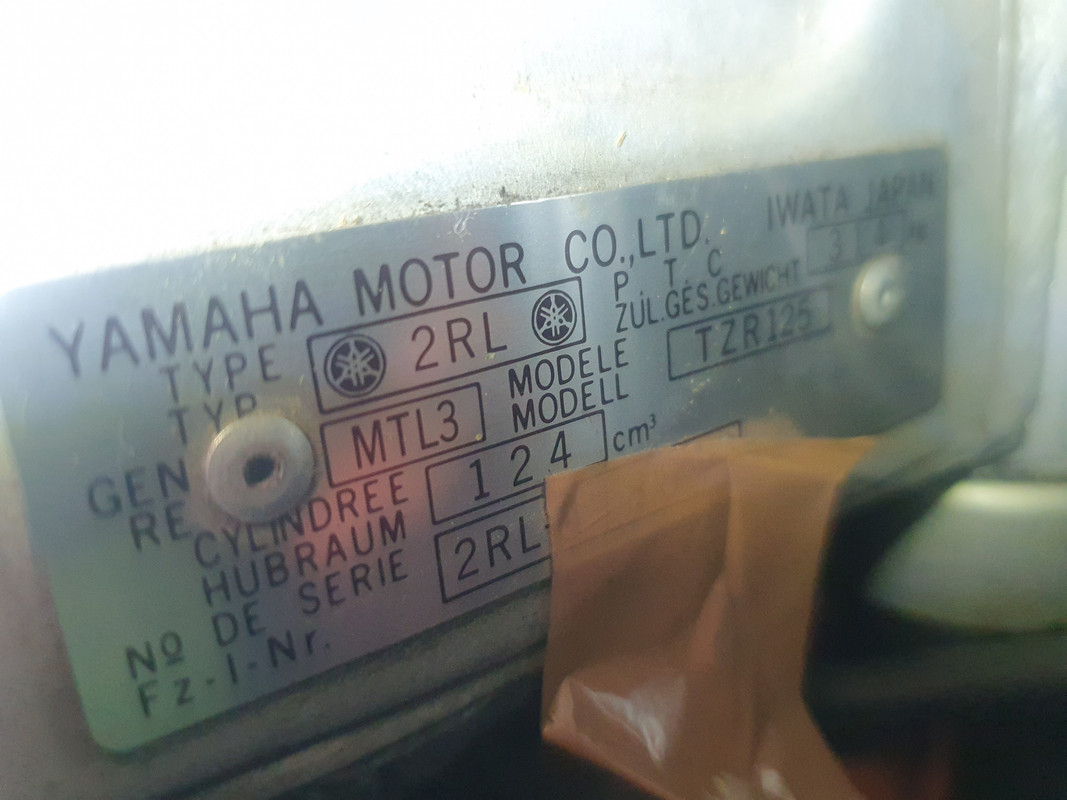 YAMAHA MOTOR CO.,LTD. IWATA JAPAN
TYPE 2RL P. T. C
TYP ZUL.GES.GEWICHT
MTL3 MODELE TZR125
MODELL
CYLINDREE 124 cm³
HUBRAUM
No DE SERIE 2RL
Fz-I-Nr.